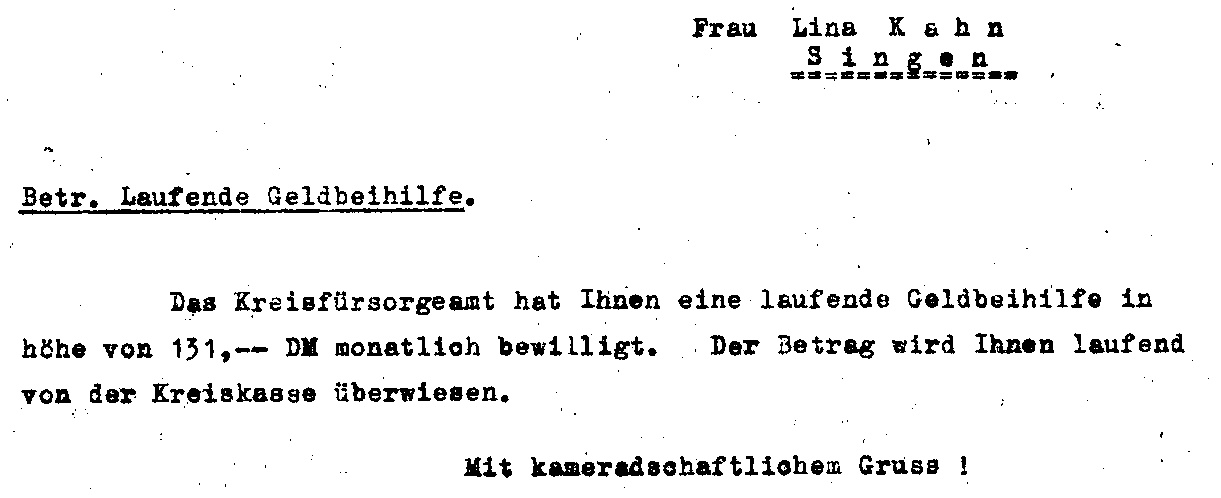 Frau Lina K a h n
S i n g e n
==============
Betr. Laufende Geldbeihilfe.
Das Kreisfürsorgeamt hat Ihnen eine laufende Geldbeihilfe in
höhe von 131,-- DM monatlich bewilligt. Der Betrag wird Ihnen laufend
von der Kreiskasse überwiesen.
Mit kameradschaftlichem Gruss !